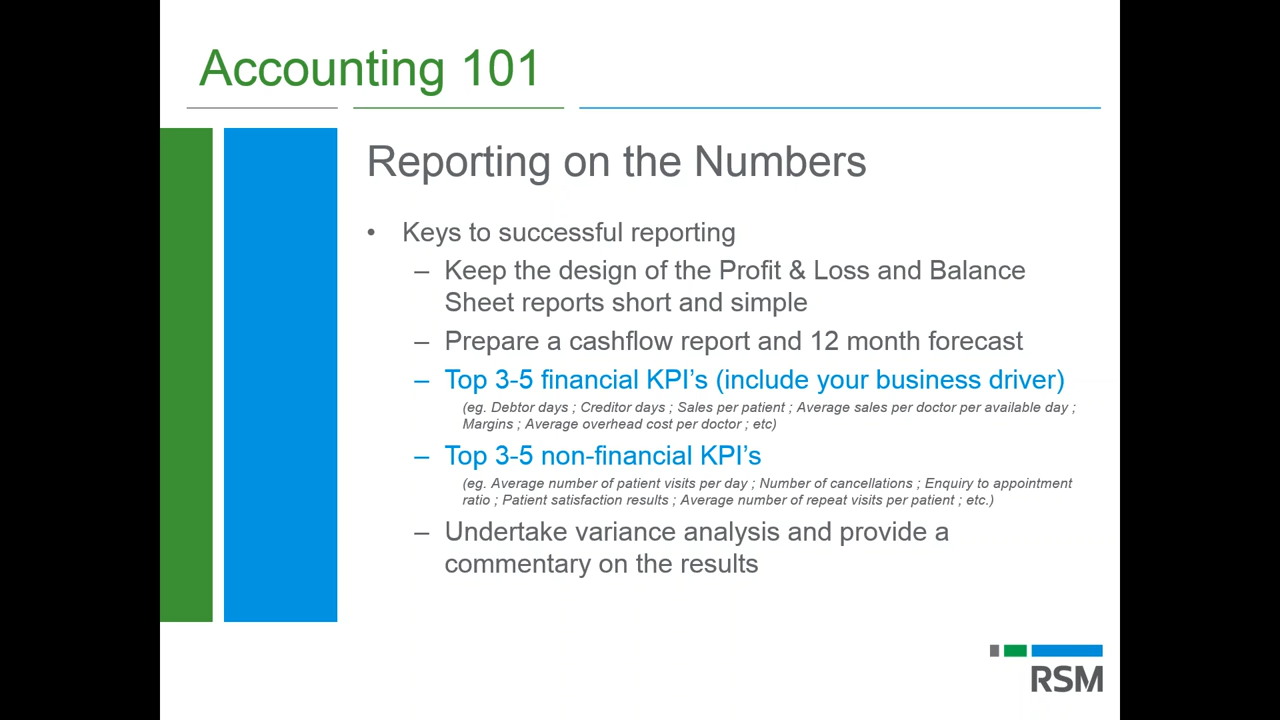 Accounting 101
Reporting on the Numbers
• Keys to successful reporting
– Keep the design of the Profit & Loss and Balance
Sheet reports short and simple
– Prepare a cashflow report and 12 month forecast
– Top 3-5 financial KPI’s (include your business driver)
(eg. Debtor days ; Creditor days ; Sales per patient ; Average sales per doctor per available day ;
Margins ; Average overhead cost per doctor ; etc)
– Top 3-5 non-financial KPI’s
(eg. Average number of patient visits per day ; Number of cancellations ; Enquiry to appointment
ratio ; Patient satisfaction results ; Average number of repeat visits per patient ; etc.)
– Undertake variance analysis and provide a
commentary on the results
RSM